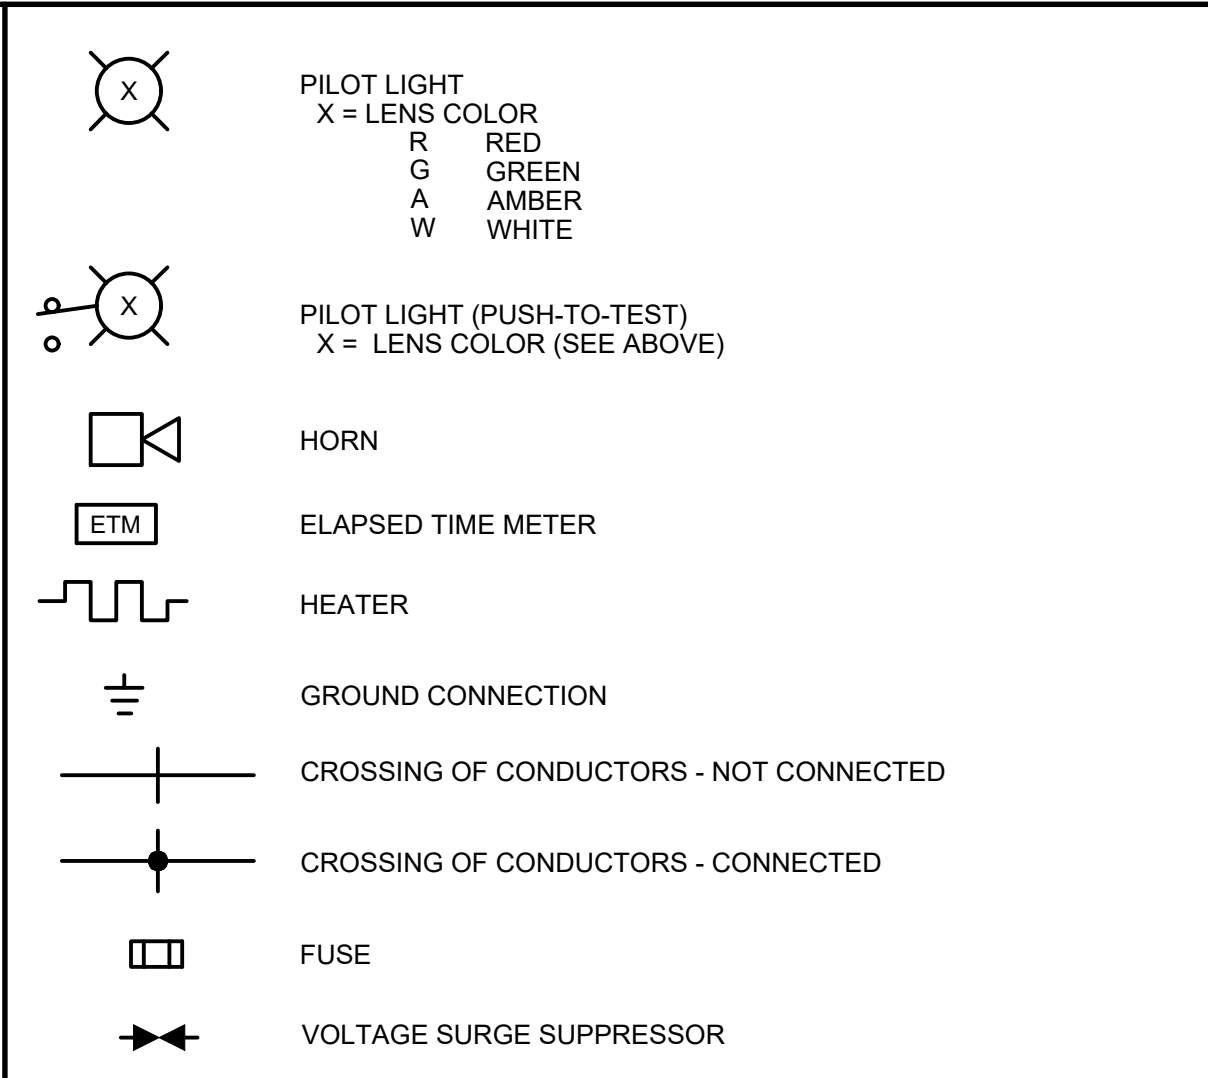 X
PILOT LIGHT
X = LENS COLOR
R RED
G GREEN
A AMBER
W WHITE
X
PILOT LIGHT (PUSH-TO-TEST)
X = LENS COLOR (SEE ABOVE)
HORN
ETM ELAPSED TIME METER
HEATER
GROUND CONNECTION
CROSSING OF CONDUCTORS - NOT CONNECTED
CROSSING OF CONDUCTORS - CONNECTED
FUSE
VOLTAGE SURGE SUPPRESSOR